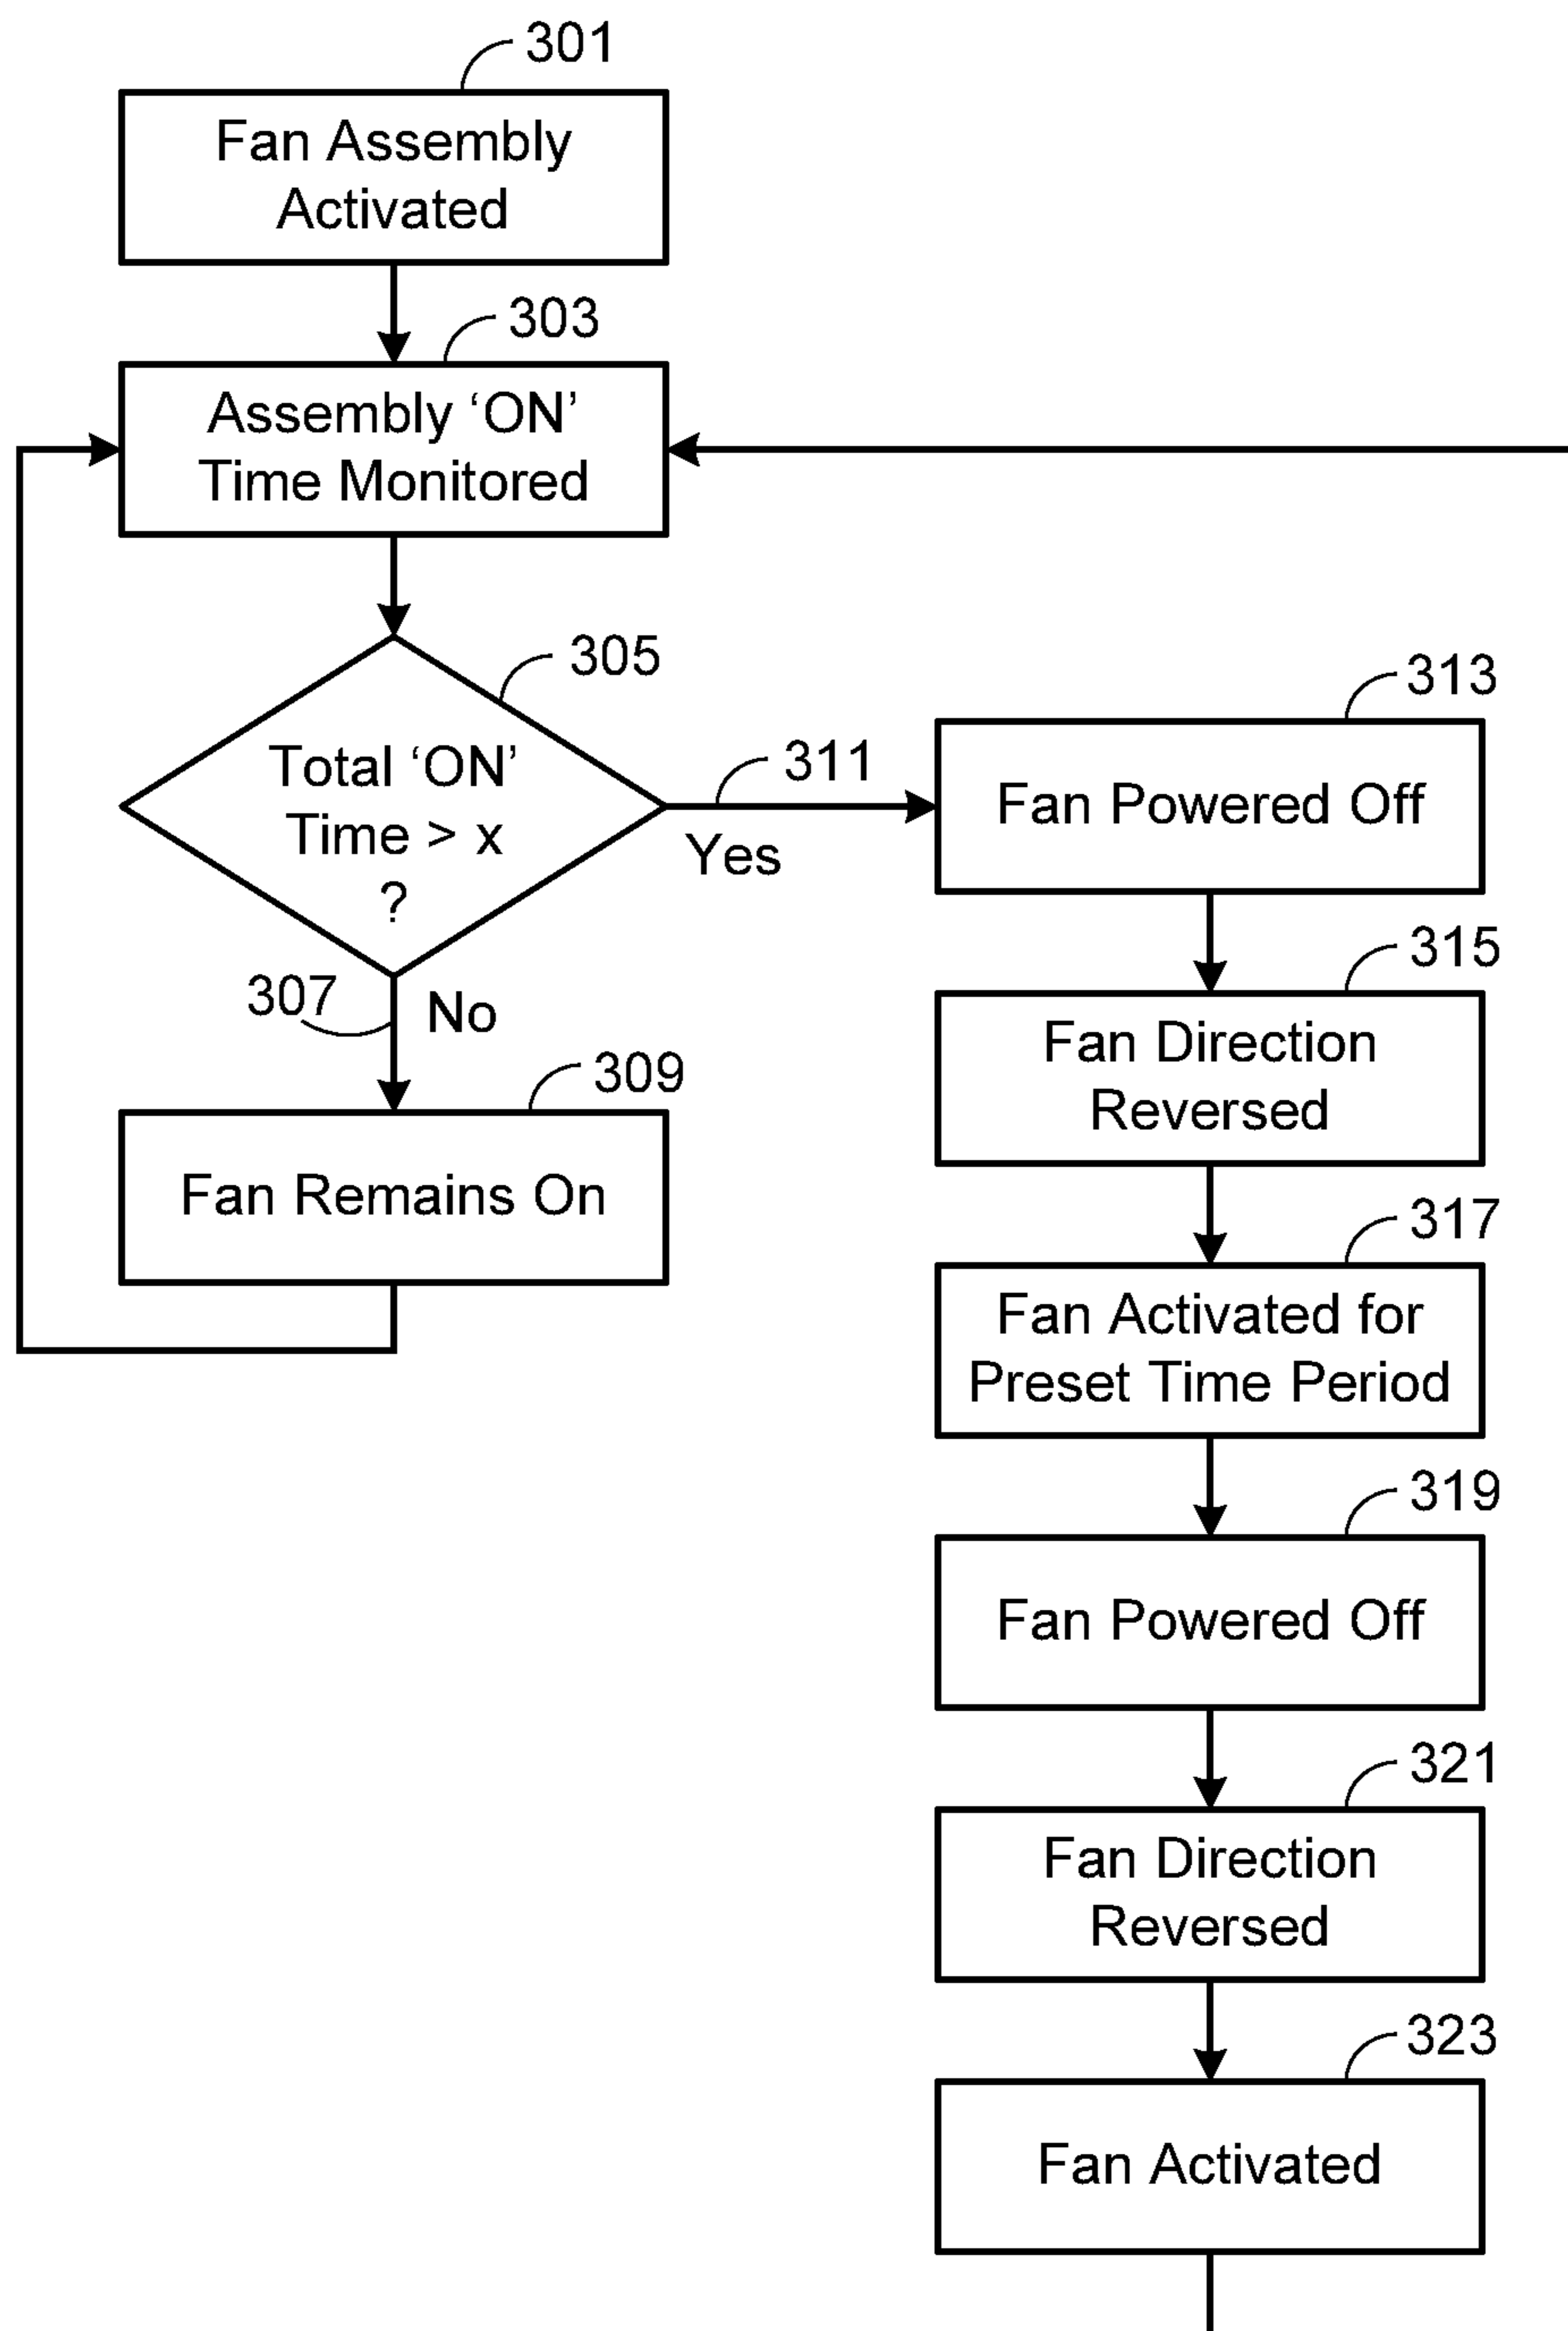 301
Fan Assembly
Activated
303
Assembly ‘ON’
Time Monitored
305
Total ‘ON’
Time > x
?
311
Yes
307
No
309
Fan Remains On
313
Fan Powered Off
315
Fan Direction
Reversed
317
Fan Activated for
Preset Time Period
319
Fan Powered Off
321
Fan Direction
Reversed
323
Fan Activated